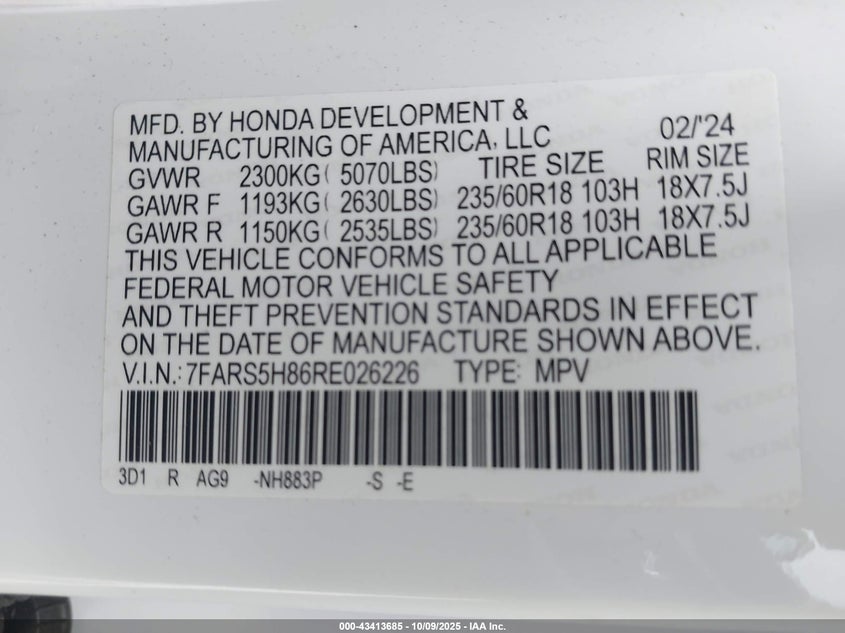 MFD. BY HONDA DEVELOPMENT &
MANUFACTURING OF AMERICA, LLC 02/'24
GVWR 2300KG( 5070LBS) TIRE SIZE RIM SIZE
GAWR F 1193KG( 2630LBS) 235/60R18 103H 18X7.5J
GAWR R 1150KG( 2535LBS) 235/60R18 103H 18X7.5J
THIS VEHICLE CONFORMS TO ALL APPLICABLE
FEDERAL MOTOR VEHICLE SAFETY
AND THEFT PREVENTION STANDARDS IN EFFECT
ON THE DATE OF MANUFACTURE SHOWN ABOVE.
V.I.N.: 7FARS5H86RE026226 TYPE: MPV
3D1 R AG9 -NH883P -S -E
000-43413685 - 10/09/2025 - IAA Inc.